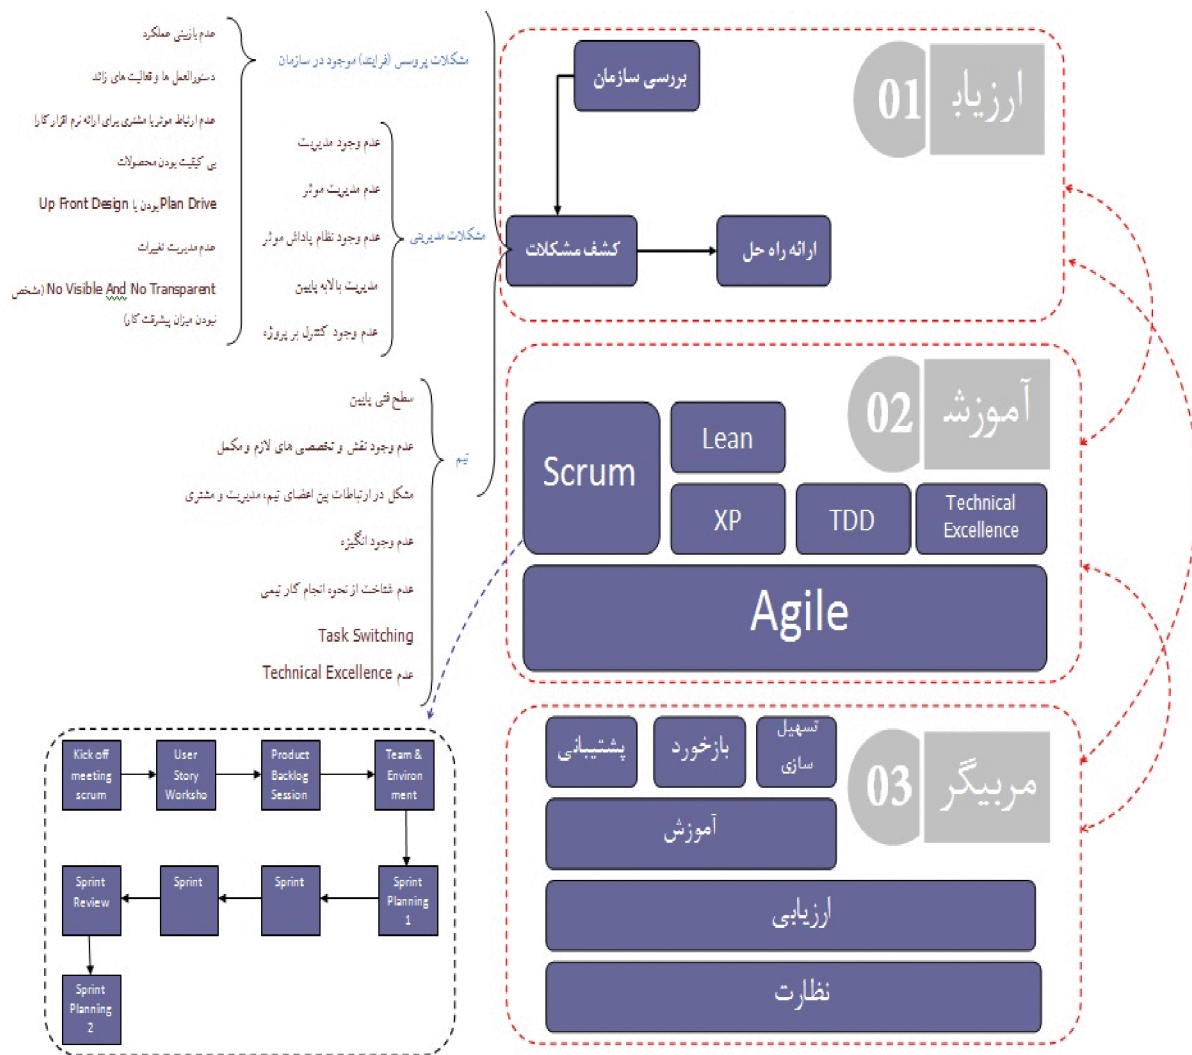 عدم بازبینی عملکرد
دستورالعمل ها و فعالیت های زائد
عدم ارتباط موثر با مشتری برای ارائه نرم افزار کارا
بی کیفیت بودن محصولات
Plan Drive بودن یا Up Front Design
عدم مدیریت تغیرات
No Visible And No Transparent (مشخص
نبودن میزان پیشرفت کار)
مشکلات پروسس (فرایند) موجود در سازمان
عدم وجود مدیریت
عدم مدیریت موثر
عدم وجود نظام پاداش موثر
مدیریت بالا به پایین
عدم وجود کنترل بر پروژه
مشکلات مدیریتی
سطح فنی پایین
عدم وجود نقش و تخصصی های لازم و مکمل
مشکل در ارتباطات بین اعضای تیم، مدیریت و مشتری
عدم وجود انگیزه
عدم شناخت از نحوه انجام کار تیمی
Task Switching
عدم Technical Excellence
تیم
01
ارزیاب
بررسی سازمان
کشف مشکلات
ارائه راه حل
02
آموزش
Scrum
Lean
XP
TDD
Technical
Excellence
Agile
03
مربیگر
پشتیبانی
بازخورد
تسهیل
سازی
آموزش
ارزیابی
نظارت
Kick off
meeting
scrum
User
Story
Worksho
Product
Backlog
Session
Team &
Environ
ment
Sprint
Planning
1
Sprint
Sprint
Sprint
Review
Sprint
Planning
2